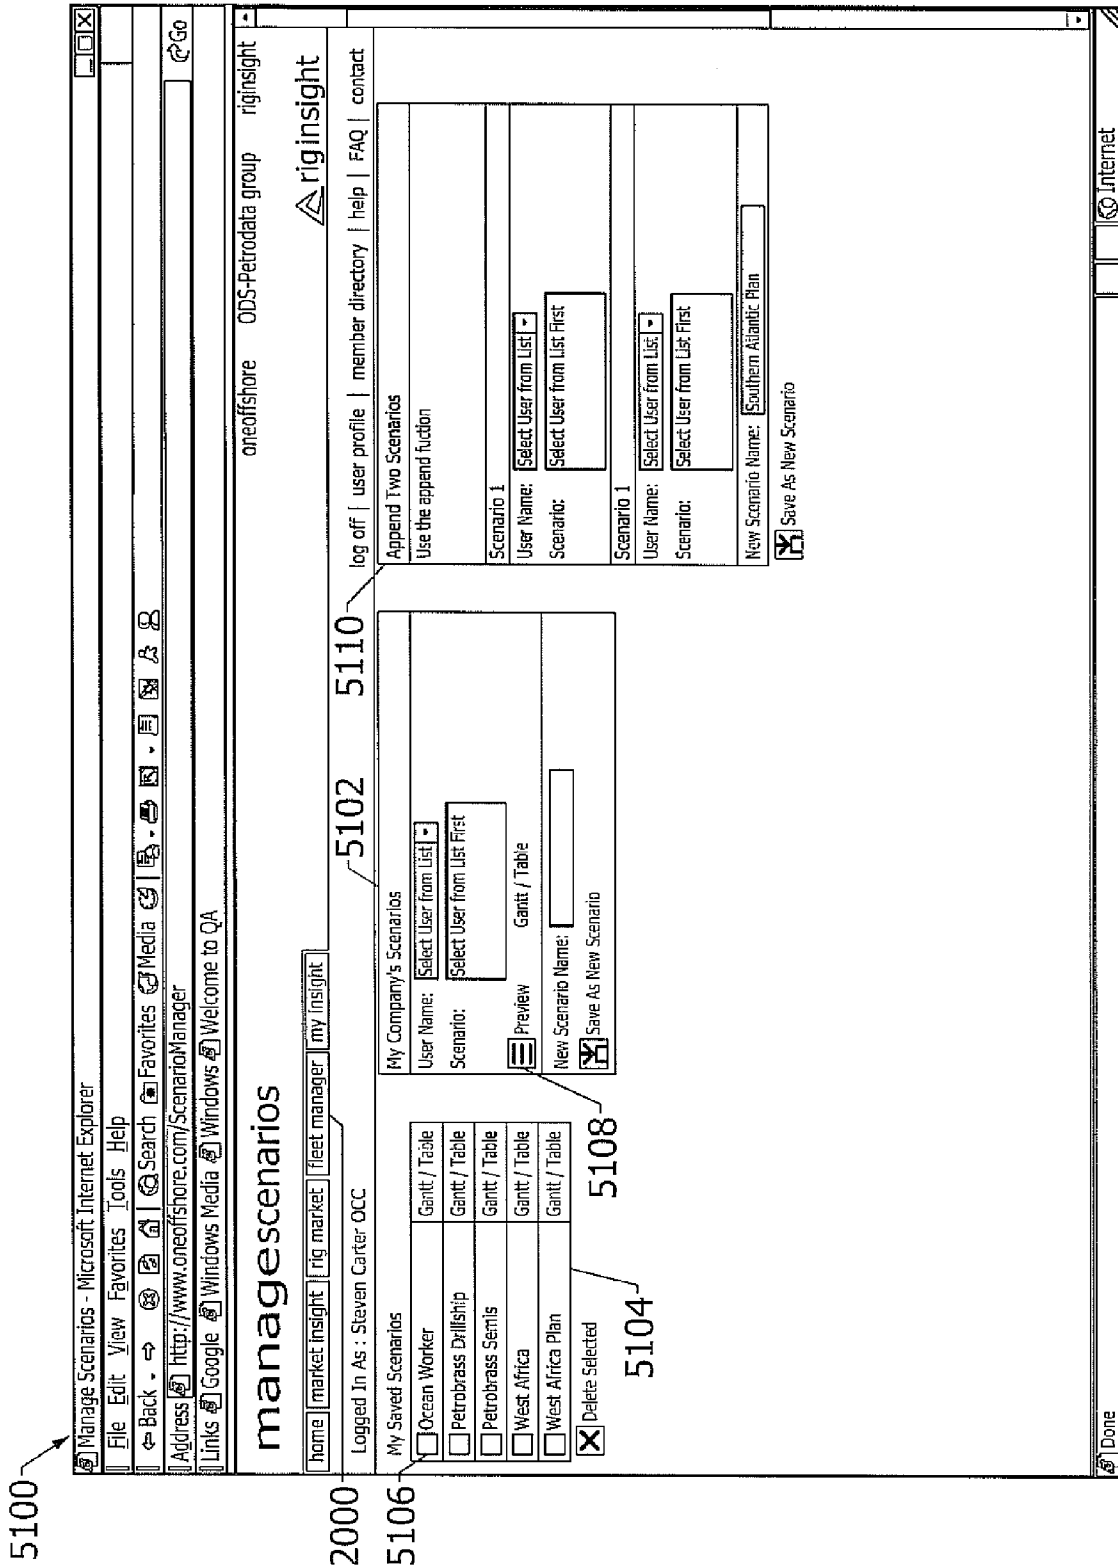 5100
Manage Scenarios - Microsoft Internet Explorer
File Edit View Favorites Tools Help
Back Search Favorites Media
Address http://www.oneoffshore.com/ScenarioManager Go
Links Google Windows Media Windows Welcome to QA
oneoffshore ODS-Petrodata group riginsight
managescenarios
riginsight
home market insight rig market fleet manager my insight
2000
Logged In As : Steven Carter OCC
log off | user profile | member directory | help | FAQ | contact
5106
My Saved Scenarios
Ocean Worker Gantt / Table
Petrobrass Drillship Gantt / Table
Petrobrass Semis Gantt / Table
West Africa Gantt / Table
West Africa Plan Gantt / Table
Delete Selected
5104
5102
My Company's Scenarios
User Name: Select User from List
Scenario: Select User from List First
Preview Gantt / Table
5108
New Scenario Name:
Save As New Scenario
5110
Append Two Scenarios
Use the append fuction
Scenario 1
User Name: Select User from List
Scenario: Select User from List First
Scenario 1
User Name: Select User from List
Scenario: Select User from List First
New Scenario Name: Southern Atlantic Plan
Save As New Scenario
Done Internet